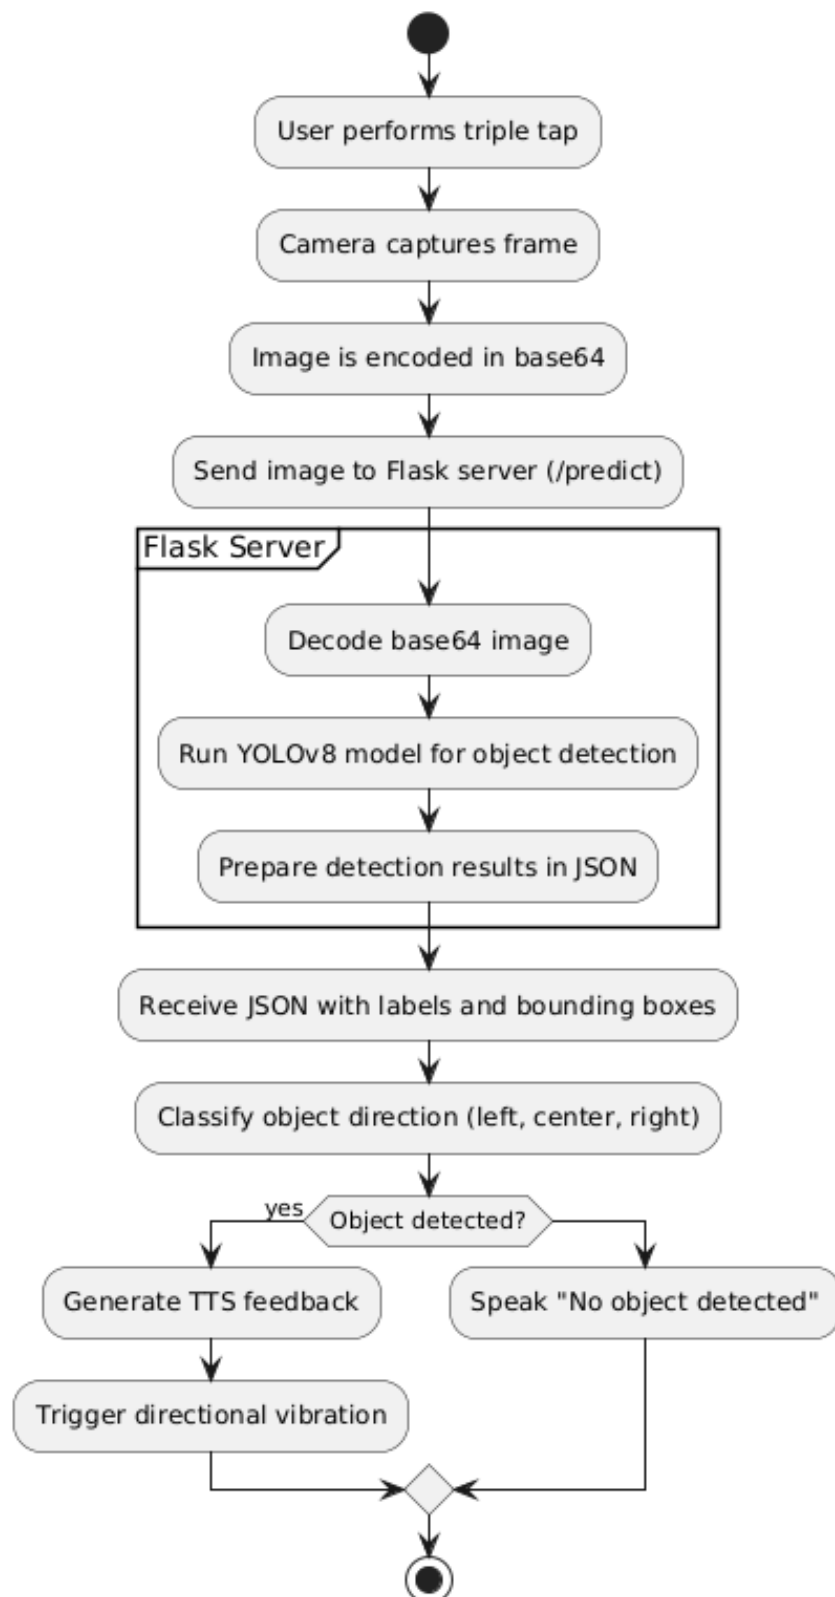 User performs triple tap
Camera captures frame
Image is encoded in base64
Send image to Flask server (/predict)
Flask Server
Decode base64 image
Run YOLOv8 model for object detection
Prepare detection results in JSON
Receive JSON with labels and bounding boxes
Classify object direction (left, center, right)
yes
Object detected?
Generate TTS feedback
Speak "No object detected"
Trigger directional vibration